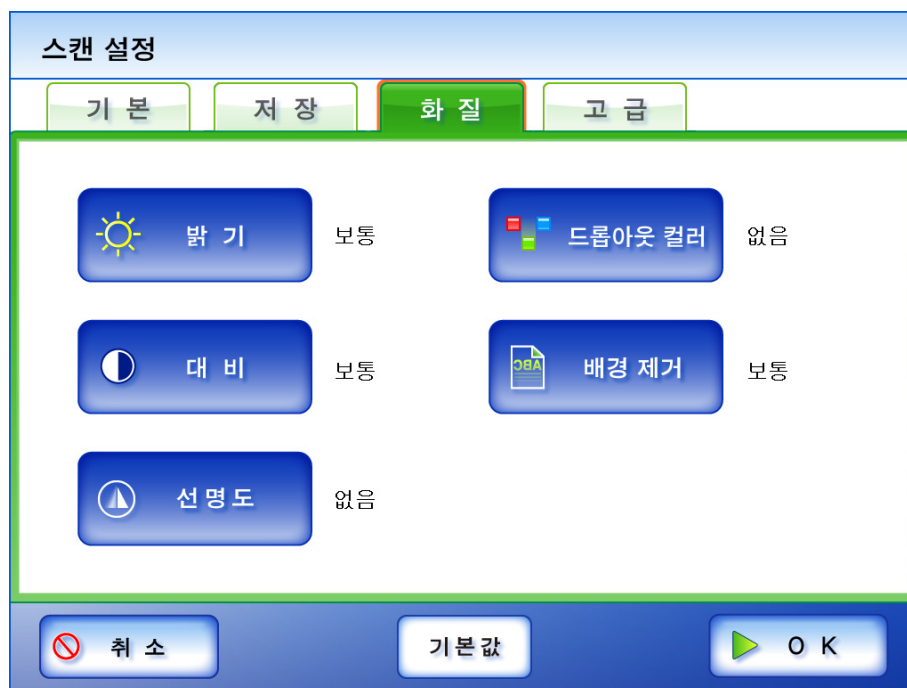 스캔 설정
기 본 저 장 화 질 고 급
밝 기 보통 드롭아웃 컬러 없음
대 비 보통 ABC 배경 제거 보통
선명도 없음
취 소 기본값 O K